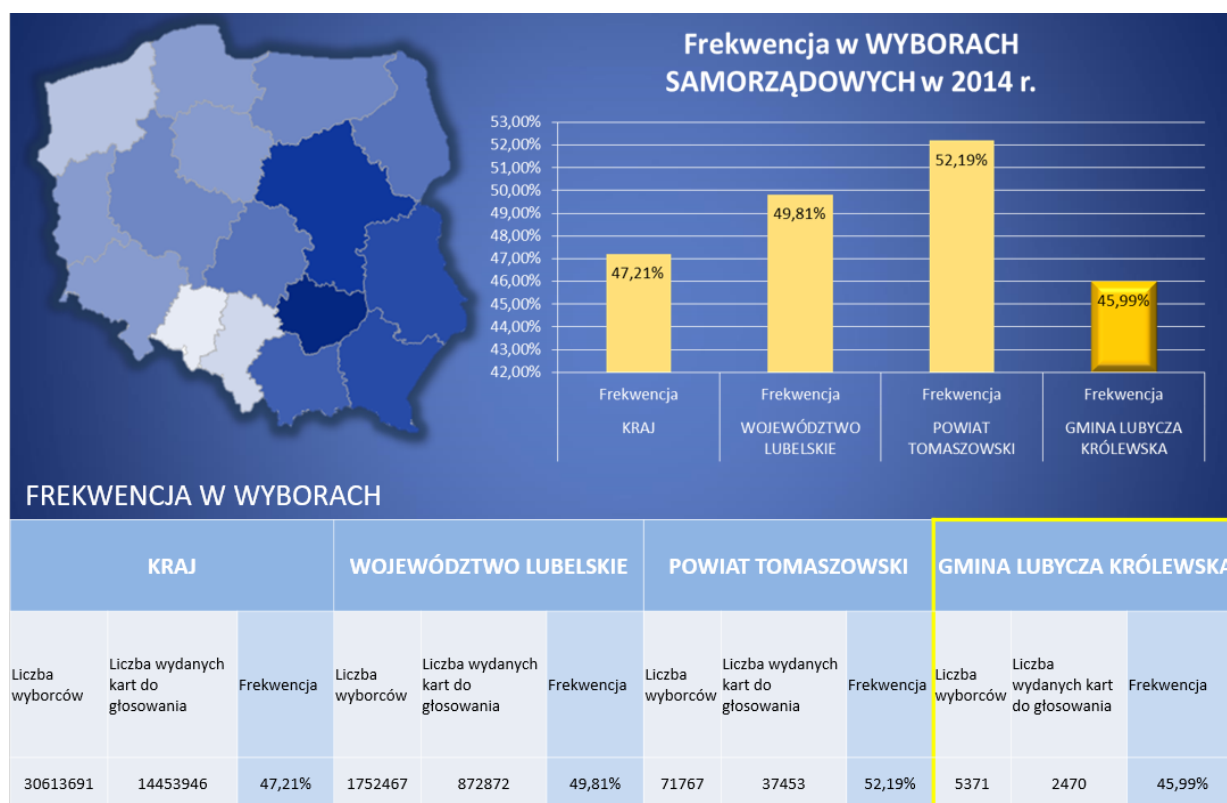 Frekwencja w WYBORACH
SAMORZĄDOWYCH w 2014 r.
53,00%
52,00%
51,00%
50,00%
49,00%
48,00%
47,00%
46,00%
45,00%
44,00%
43,00%
42,00%
47,21%
49,81%
52,19%
45,99%
Frekwencja Frekwencja Frekwencja Frekwencja
KRAJ WOJEWÓDZTWO POWIAT GMINA LUBYCZA
LUBELSKIE TOMASZOWSKI KRÓLEWSKA
FREKWENCJA W WYBORACH
KRAJ WOJEWÓDZTWO LUBELSKIE POWIAT TOMASZOWSKI GMINA LUBYCZA KRÓLEWSKA
Liczba wyborców
Liczba wydanych kart do głosowania
Frekwencja
Liczba wyborców
Liczba wydanych kart do głosowania
Frekwencja
Liczba wyborców
Liczba wydanych kart do głosowania
Frekwencja
Liczba wyborców
Liczba wydanych kart do głosowania
Frekwencja
30613691 14453946 47,21% 1752467 872872 49,81% 71767 37453 52,19% 5371 2470 45,99%